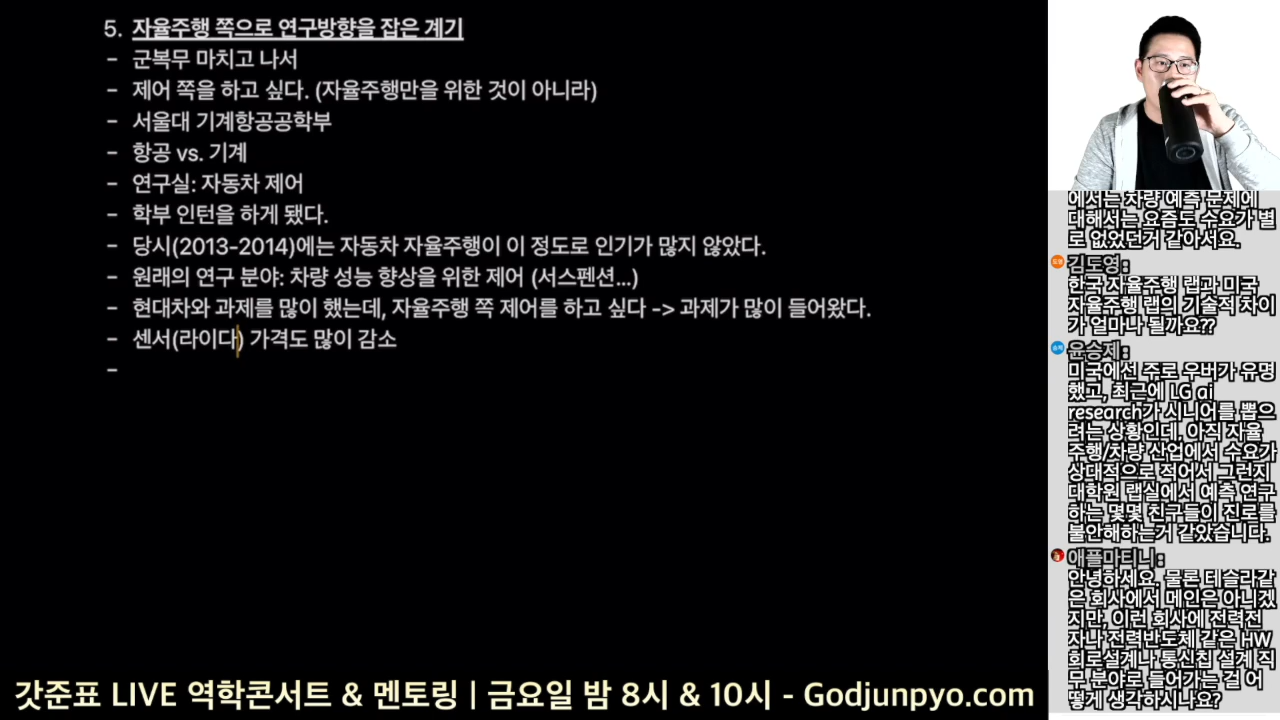 5. 자율주행 쪽으로 연구방향을 잡은 계기
- 군복무 마치고 나서
- 제어 쪽을 하고 싶다. (자율주행만을 위한 것이 아니라)
- 서울대 기계항공공학부
- 항공 vs. 기계
- 연구실: 자동차 제어
- 학부 인턴을 하게 됐다.
- 당시(2013-2014)에는 자동차 자율주행이 이 정도로 인기가 많지 않았다.
- 원래의 연구 분야: 차량 성능 향상을 위한 제어 (서스펜션...)
- 현대차와 과제를 많이 했는데, 자율주행 쪽 제어를 하고 싶다 -> 과제가 많이 들어왔다.
- 센서(라이다) 가격도 많이 감소
-
에서는 차량 예측 문제에
대해서는 요즘도 수요가 별
로 없었던거 같아서요.
김도영:
한국 자율주행 랩과 미국
자율주행 랩의 기술적 차이
가 얼마나 될까요??
윤승제:
미국에선 주로 우버가 유명
했고, 최근에 LG ai
research가 시니어를 뽑으
려는 상황인데, 아직 자율
주행/차량 산업에서 수요가
상대적으로 적어서 그런지
대학원 랩실에서 예측 연구
하는 몇몇 친구들이 진로를
불안해하는거 같았습니다.
애플마티니:
안녕하세요. 물론 테슬라같
은 회사에서 메인은 아니겠
지만, 이런 회사에 전력전
자나 전력반도체 같은 HW
회로설계나 통신칩 설계 직
무 분야로 들어가는 걸 어
떻게 생각하시나요?
갓준표 LIVE 역학콘서트 & 멘토링 | 금요일 밤 8시 & 10시 - Godjunpyo.com